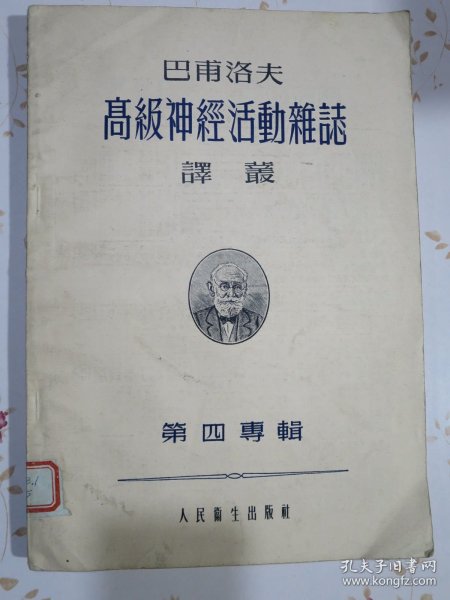 巴甫洛夫
高級神經活動雜誌
譯叢
第四專輯
人民衞生出版社
孔夫子旧书网
www.kongfz.com